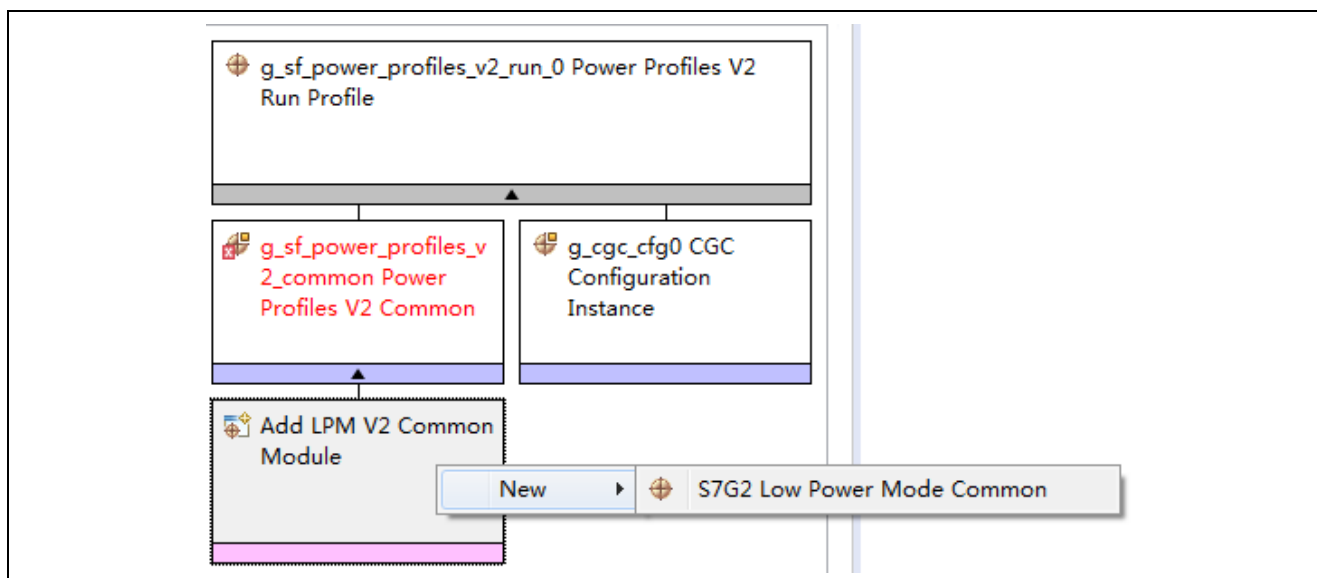 g_sf_power_profiles_v2_run_0 Power Profiles V2
Run Profile
g_sf_power_profiles_v
2_common Power
Profiles V2 Common
g_cgc_cfg0 CGC
Configuration
Instance
Add LPM V2 Common
Module
New
S7G2 Low Power Mode Common